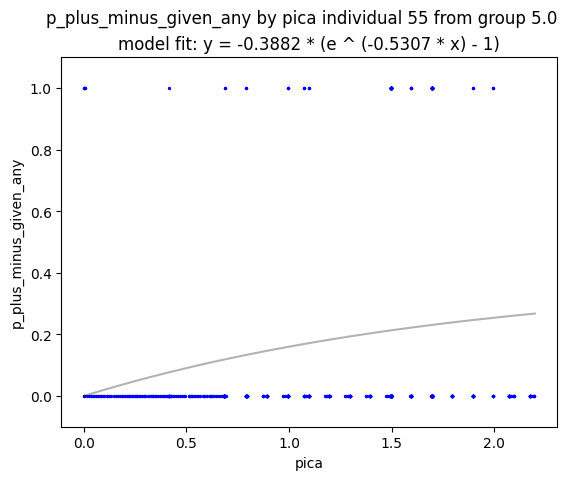 p_plus_minus_given_any by pica individual 55 from group 5.0
model fit: y = -0.3882 * (e ^ (-0.5307 * x) - 1)
1.0
0.8
0.6
0.4
0.2
0.0
p_plus_minus_given_any
0.0 0.5 1.0 1.5 2.0
pica